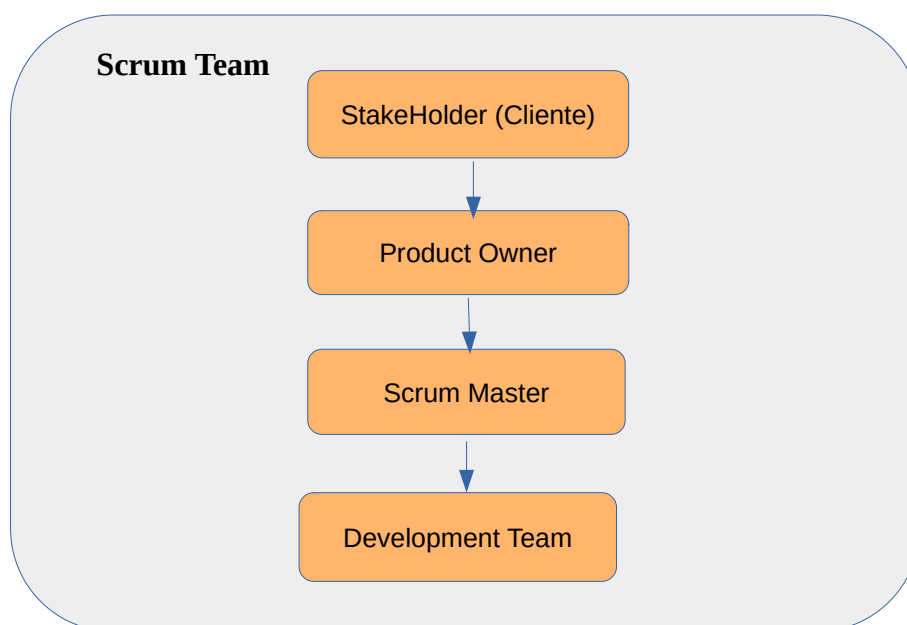 Scrum Team
StakeHolder (Cliente)
Product Owner
Scrum Master
Development Team